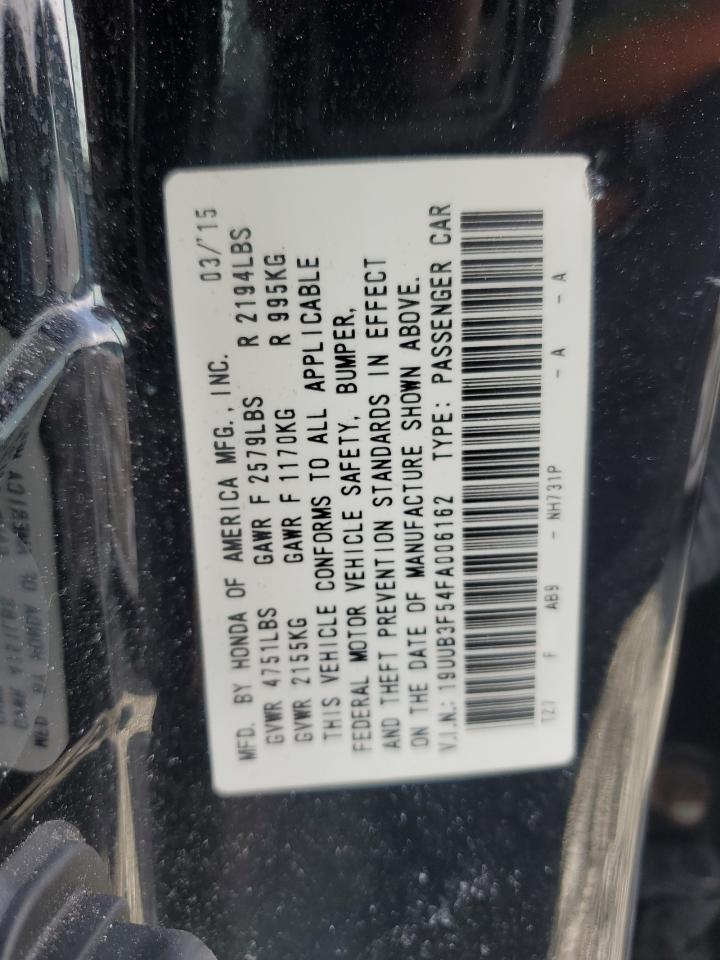 MFD. BY HONDA OF AMERICA MFG., INC. 03/'15
GVWR 4751LBS GAWR F 2579LBS R 2194LBS
GVWR 2155KG GAWR F 1170KG R 995KG
THIS VEHICLE CONFORMS TO ALL APPLICABLE
FEDERAL MOTOR VEHICLE SAFETY, BUMPER,
AND THEFT PREVENTION STANDARDS IN EFFECT
ON THE DATE OF MANUFACTURE SHOWN ABOVE.
V.I.N.: 19UUB3F54FA006162 TYPE: PASSENGER CAR
TZ7 F AB9 - NH731P - A - A